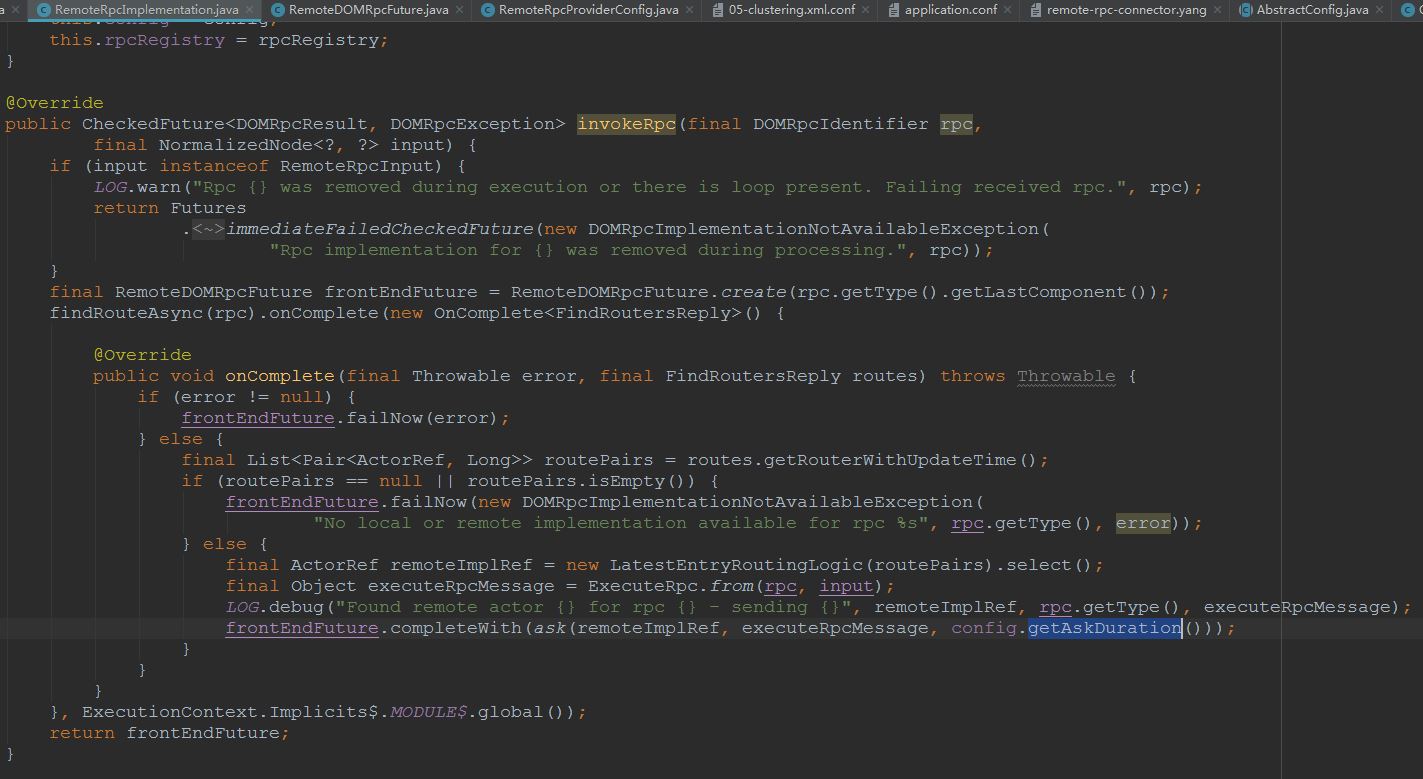 a RemoteRpcImplementation.java RemoteDOMRpcFuture.java RemoteRpcProviderConfig.java 05-clustering.xml.conf application.conf remote-rpc-connector.yang AbstractConfig.java
this.config = config;
this.rpcRegistry = rpcRegistry;
}
@Override
public CheckedFuture<DOMRpcResult, DOMRpcException> invokeRpc(final DOMRpcIdentifier rpc,
final NormalizedNode<?, ?> input) {
if (input instanceof RemoteRpcInput) {
LOG.warn("Rpc {} was removed during execution or there is loop present. Failing received rpc.", rpc);
return Futures
.<~>immediateFailedCheckedFuture(new DOMRpcImplementationNotAvailableException(
"Rpc implementation for {} was removed during processing.", rpc));
}
final RemoteDOMRpcFuture frontEndFuture = RemoteDOMRpcFuture.create(rpc.getType().getLastComponent());
findRouteAsync(rpc).onComplete(new OnComplete<FindRoutersReply>() {
@Override
public void onComplete(final Throwable error, final FindRoutersReply routes) throws Throwable {
if (error != null) {
frontEndFuture.failNow(error);
} else {
final List<Pair<ActorRef, Long>> routePairs = routes.getRouterWithUpdateTime();
if (routePairs == null || routePairs.isEmpty()) {
frontEndFuture.failNow(new DOMRpcImplementationNotAvailableException(
"No local or remote implementation available for rpc %s", rpc.getType(), error));
} else {
final ActorRef remoteImplRef = new LatestEntryRoutingLogic(routePairs).select();
final Object executeRpcMessage = ExecuteRpc.from(rpc, input);
LOG.debug("Found remote actor {} for rpc {} - sending {}", remoteImplRef, rpc.getType(), executeRpcMessage);
frontEndFuture.completeWith(ask(remoteImplRef, executeRpcMessage, config.getAskDuration()));
}
}
}
}, ExecutionContext.Implicits$.MODULE$.global());
return frontEndFuture;
}